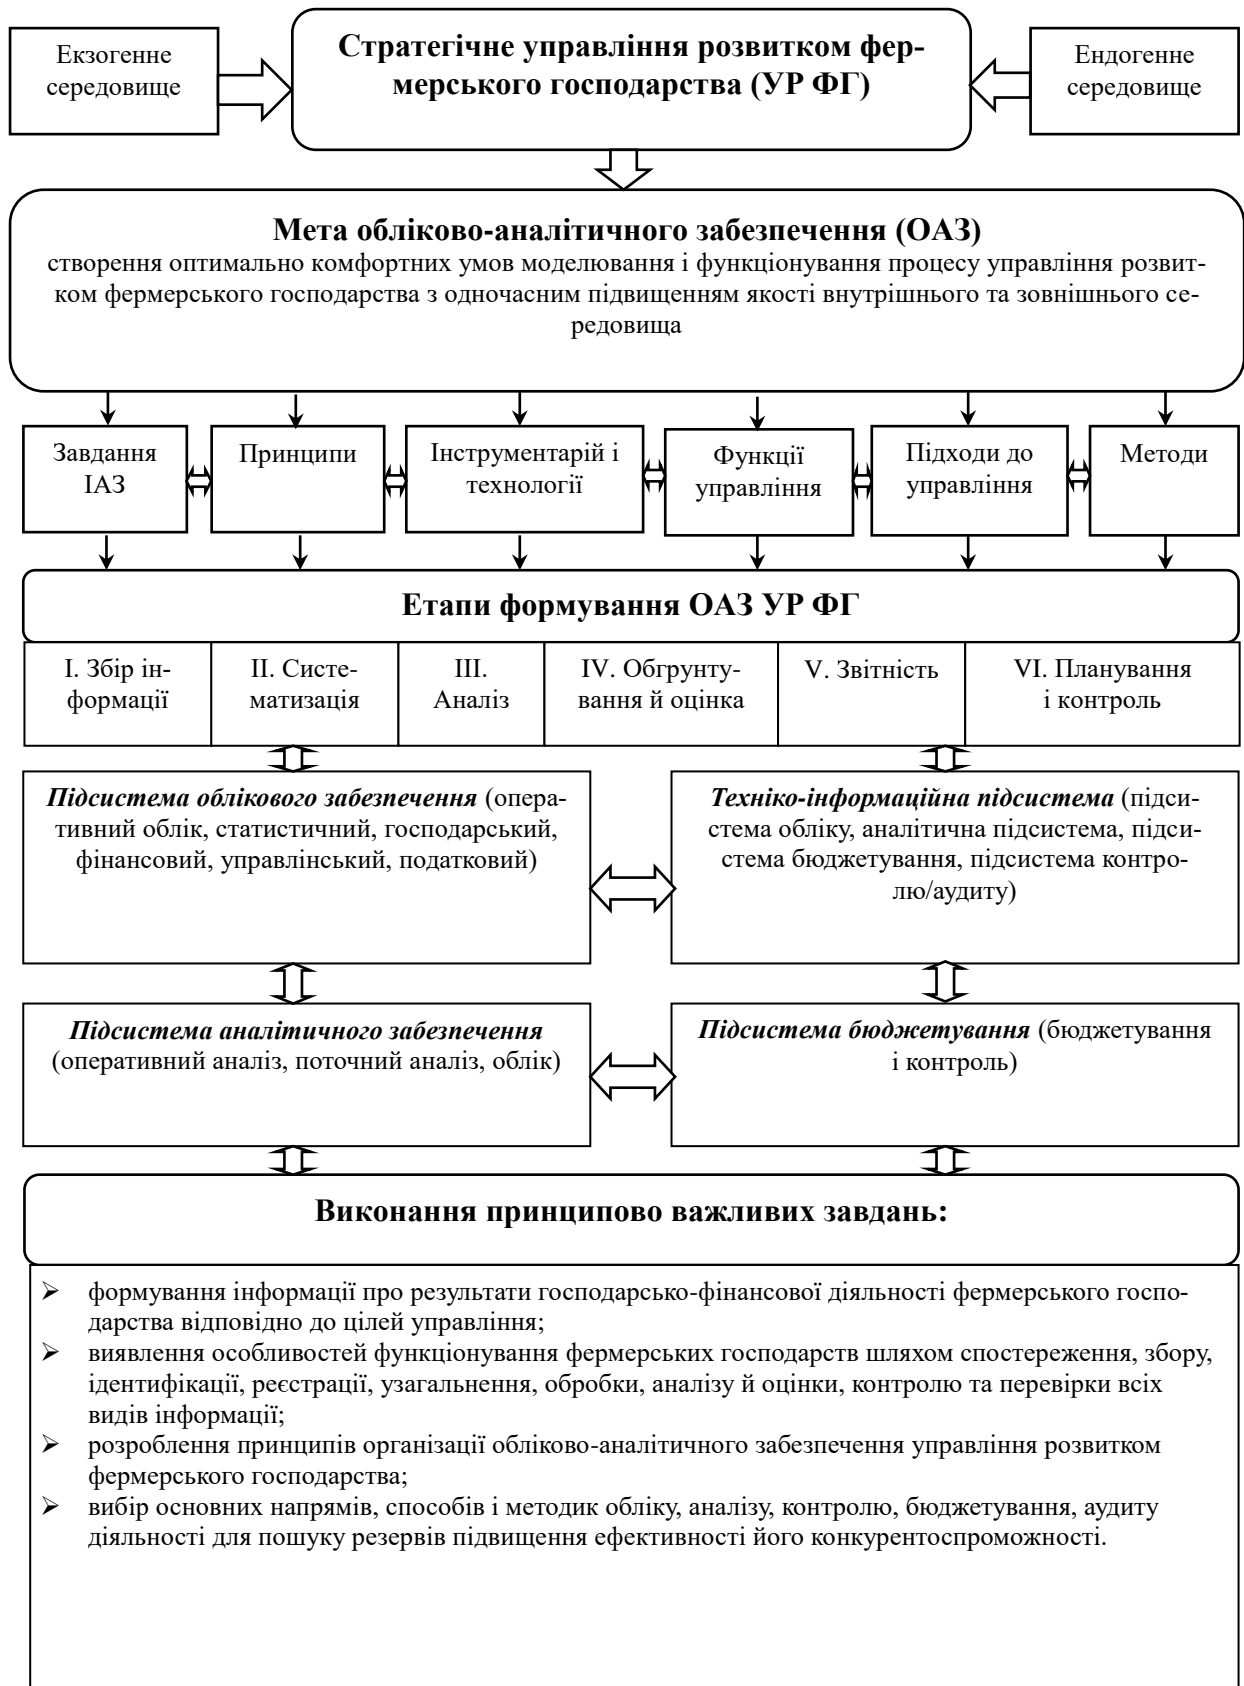 Екзогенне
середовище
Стратегічне управління розвитком фер-
мерського господарства (УР ФГ)
Ендогенне
середовище
Мета обліково-аналітичного забезпечення (ОАЗ)
створення оптимально комфортних умов моделювання і функціонування процесу управління розвит-
ком фермерського господарства з одночасним підвищенням якості внутрішнього та зовнішнього се-
редовища
Завдання
ІАЗ
Принципи
Інструментарій і
технології
Функції
управління
Підходи до
управління
Методи
Етапи формування ОАЗ УР ФГ
І. Збір ін-
формації
ІІ. Систе-
матизація
ІІІ.
Аналіз
IV. Обгрунту-
вання й оцінка
V. Звітність
VI. Планування
і контроль
Підсистема облікового забезпечення (опера-
тивний облік, статистичний, господарський,
фінансовий, управлінський, податковий)
Техніко-інформаційна підсистема (підси-
стема обліку, аналітична підсистема, підси-
стема бюджетування, підсистема контро-
лю/аудиту)
Підсистема аналітичного забезпечення
(оперативний аналіз, поточний аналіз, облік)
Підсистема бюджетування (бюджетування
і контроль)
Виконання принципово важливих завдань:
➢ формування інформації про результати господарсько-фінансової діяльності фермерського госпо-
дарства відповідно до цілей управління;
➢ виявлення особливостей функціонування фермерських господарств шляхом спостереження, збору,
ідентифікації, реєстрації, узагальнення, обробки, аналізу й оцінки, контролю та перевірки всіх
видів інформації;
➢ розроблення принципів організації обліково-аналітичного забезпечення управління розвитком
фермерського господарства;
➢ вибір основних напрямів, способів і методик обліку, аналізу, контролю, бюджетування, аудиту
діяльності для пошуку резервів підвищення ефективності його конкурентоспроможності.